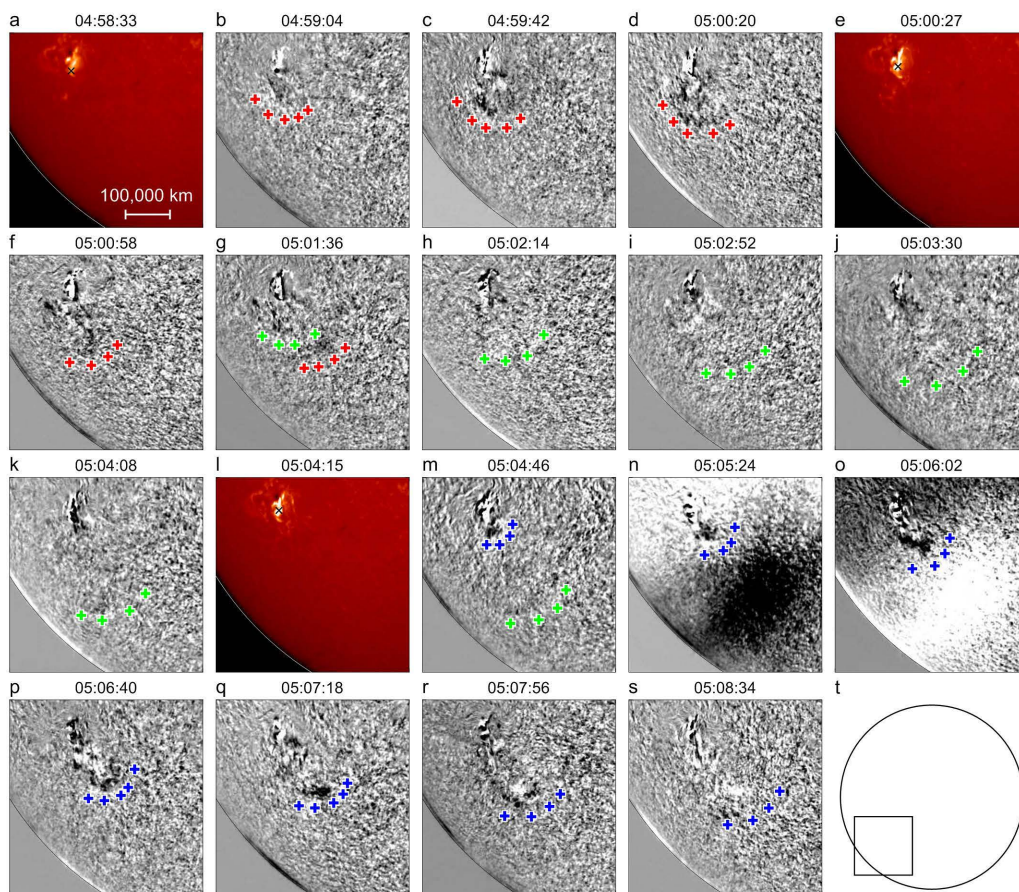 a 04:58:33 b 04:59:04 c 04:59:42 d 05:00:20 e 05:00:27
100,000 km
f 05:00:58 g 05:01:36 h 05:02:14 i 05:02:52 j 05:03:30
k 05:04:08 l 05:04:15 m 05:04:46 n 05:05:24 o 05:06:02
p 05:06:40 q 05:07:18 r 05:07:56 s 05:08:34 t